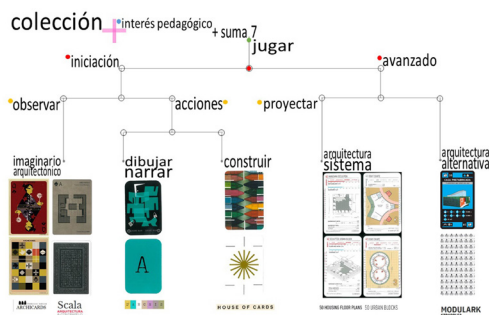 colección
interés pedagógico
+ suma 7
jugar
iniciación
avanzado
observar
acciones
proyectar
imaginario
arquitectónico
dibujar
narrar
construir
arquitectura
sistema
arquitectura
alternativa
A
ARCHICARDS
Scala
ARQUITECTURA
HOUSE OF CARDS
50 HOUSING FLOOR PLANS
50 URBAN BLOCKS
MODULARK